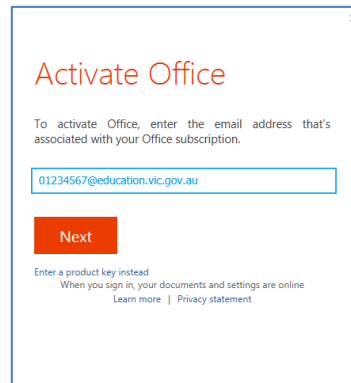 Activate Office
To activate Office, enter the email address that's
associated with your Office subscription.
01234567@education.vic.gov.au
Next
Enter a product key instead
When you sign in, your documents and settings are online
Learn more | Privacy statement